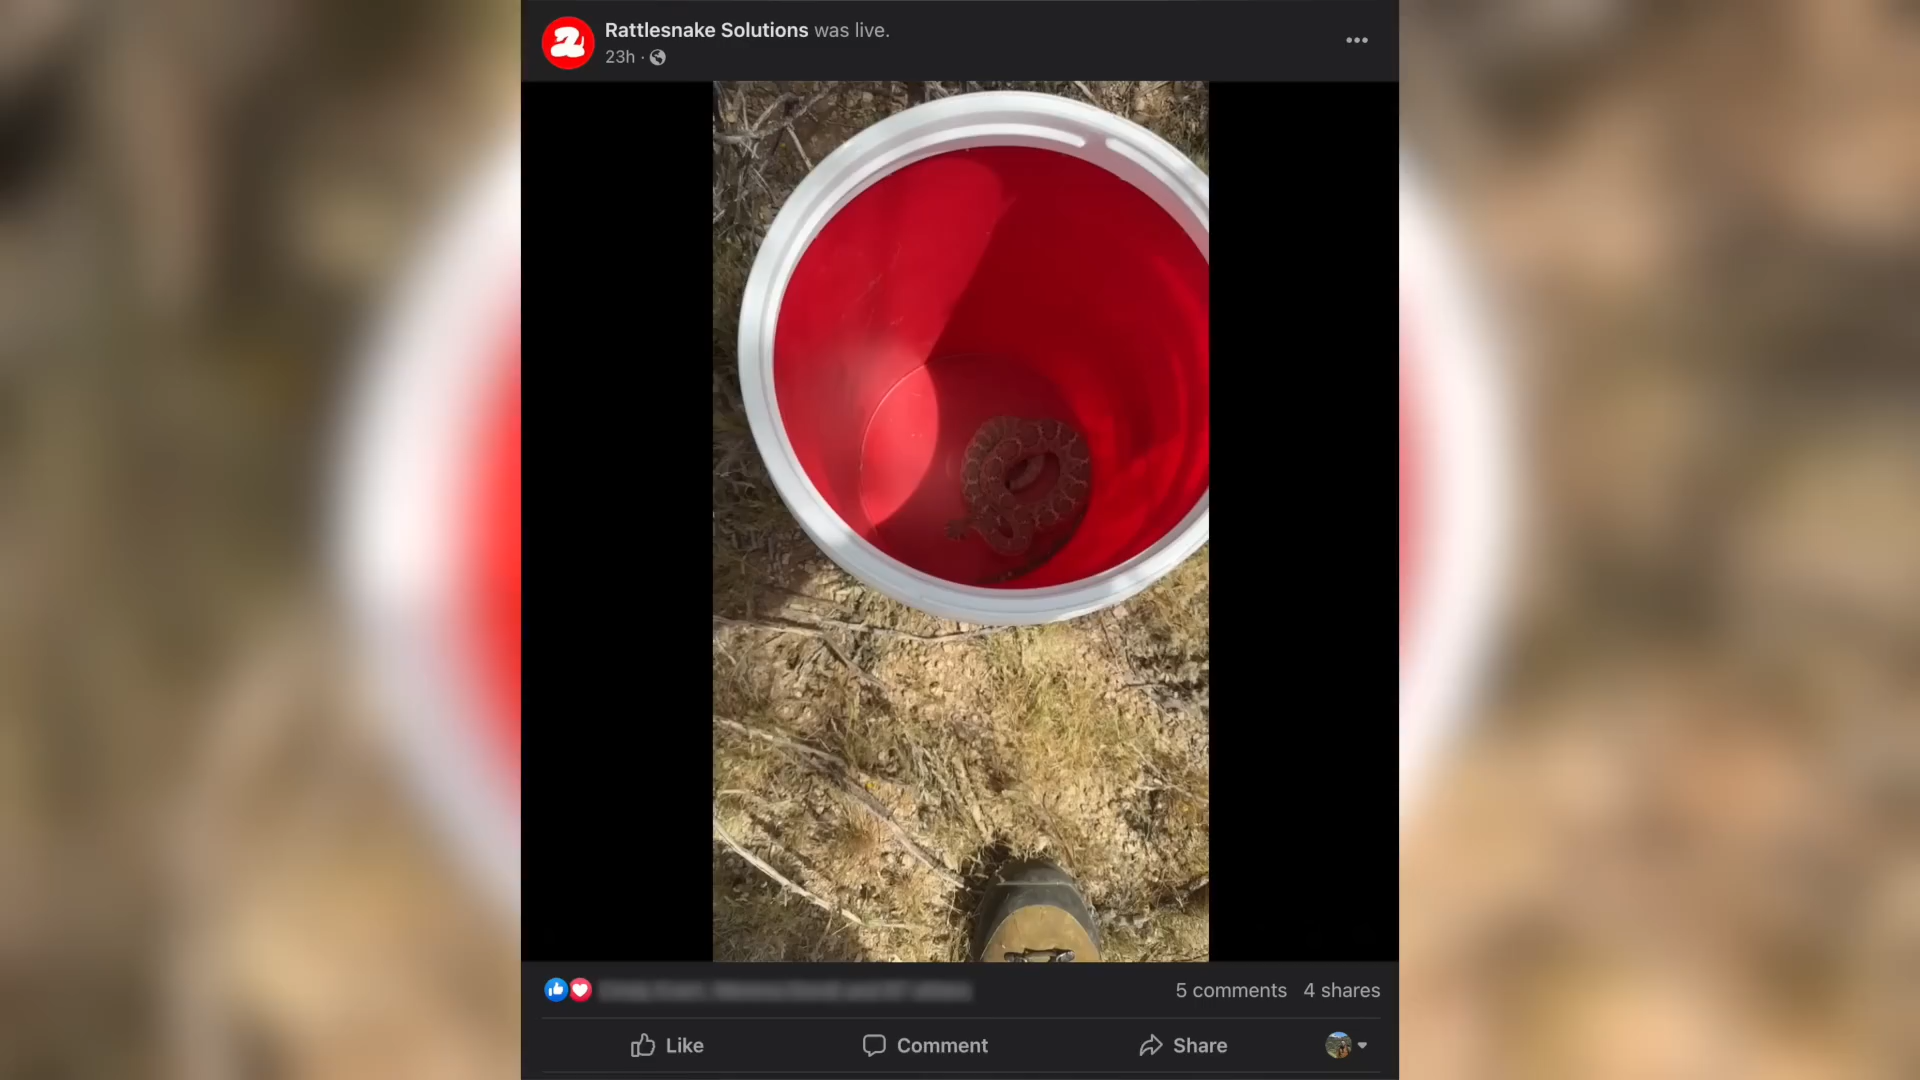 Rattlesnake Solutions was live.
23h ·
5 comments 4 shares
Like Comment Share